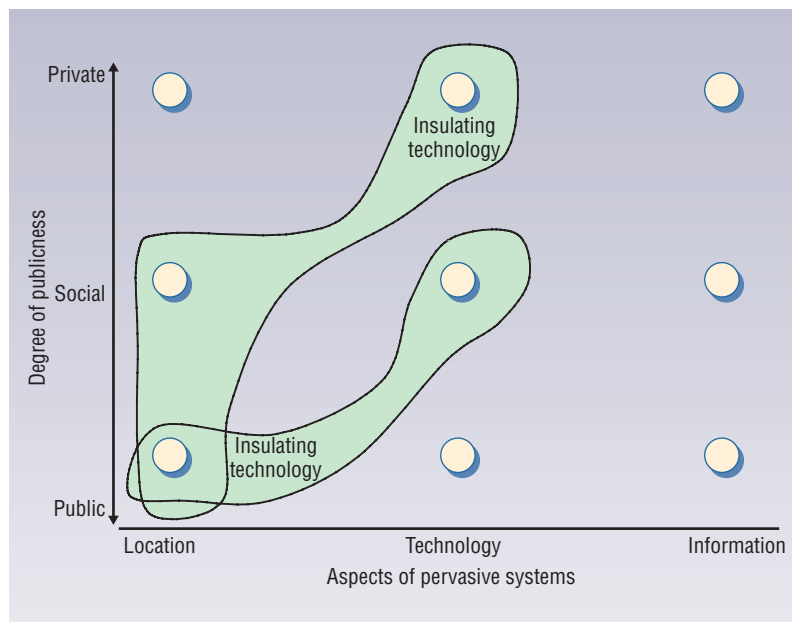 Private
Insulating
technology
Degree of publicness
Social
Insulating
technology
Public
Location
Technology
Information
Aspects of pervasive systems